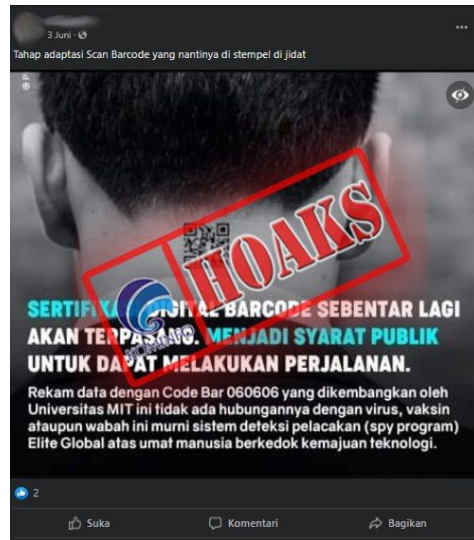 3 Juni ·
Tahap adaptasi Scan Barcode yang nantinya di stempel di jidat
HOAKS
KOMINFO
SERTIFIKAT DIGITAL BARCODE SEBENTAR LAGI
AKAN TERPASANG. MENJADI SYARAT PUBLIK
UNTUK DAPAT MELAKUKAN PERJALANAN.
Rekam data dengan Code Bar 060606 yang dikembangkan oleh
Universitas MIT ini tidak ada hubungannya dengan virus, vaksin
ataupun wabah ini murni sistem deteksi pelacakan (spy program)
Elite Global atas umat manusia berkedok kemajuan teknologi.
2
Suka Komentari Bagikan